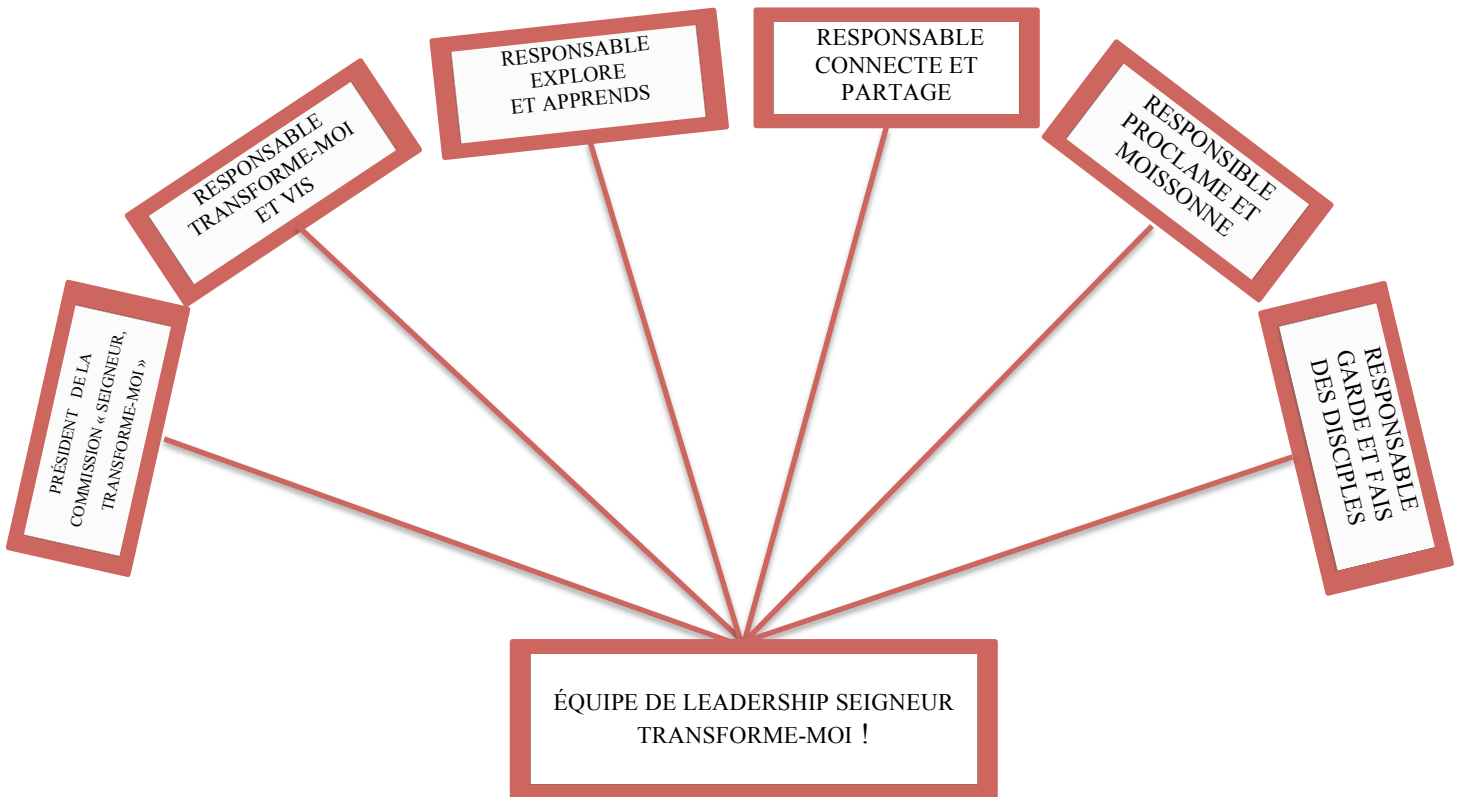 PRÉSIDENT DE LA
COMMISSION « SEIGNEUR,
TRANSFORME-MOI »
RESPONSABLE
TRANSFORME-MOI
ET VIS
RESPONSABLE
EXPLORE
ET APPRENDS
RESPONSABLE
CONNECTE ET
PARTAGE
RESPONSIBLE
PROCLAME ET
MOISSONNE
RESPONSABLE
GARDE ET FAIS
DES DISCIPLES
ÉQUIPE DE LEADERSHIP SEIGNEUR
TRANSFORME-MOI !